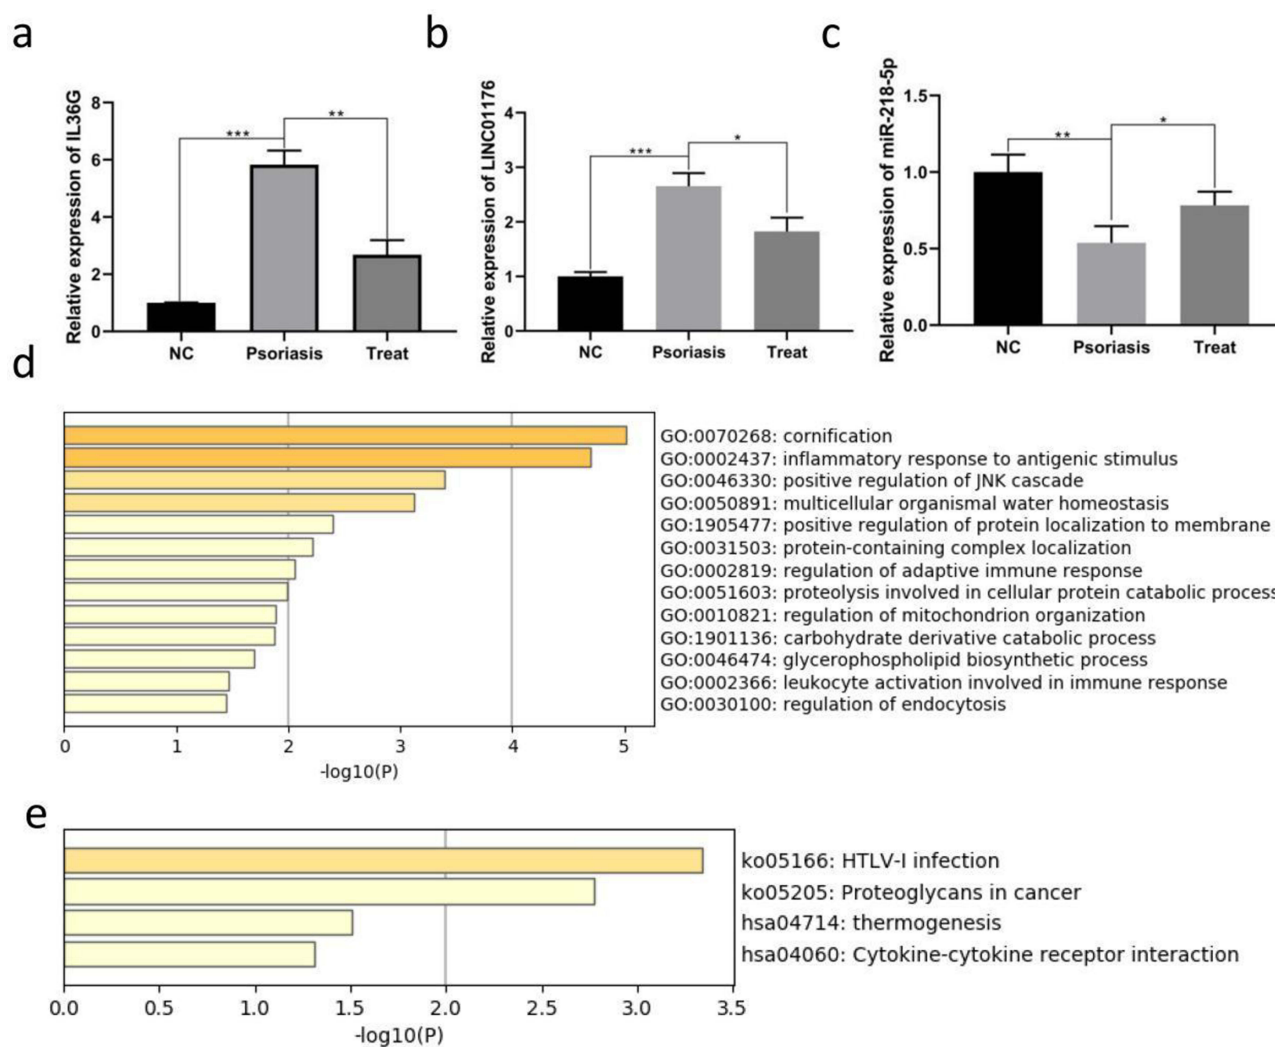 a
Relative expression of IL36G
8
6
4
2
0
***
**
NC Psoriasis Treat
b
Relative expression of LINC01176
4
3
2
1
0
***
*
NC Psoriasis Treat
c
Relative expression of miR-218-5p
1.5
1.0
0.5
0.0
**
*
NC Psoriasis Treat
d
GO:0070268: cornification
GO:0002437: inflammatory response to antigenic stimulus
GO:0046330: positive regulation of JNK cascade
GO:0050891: multicellular organismal water homeostasis
GO:1905477: positive regulation of protein localization to membrane
GO:0031503: protein-containing complex localization
GO:0002819: regulation of adaptive immune response
GO:0051603: proteolysis involved in cellular protein catabolic process
GO:0010821: regulation of mitochondrion organization
GO:1901136: carbohydrate derivative catabolic process
GO:0046474: glycerophospholipid biosynthetic process
GO:0002366: leukocyte activation involved in immune response
GO:0030100: regulation of endocytosis
0 1 2 3 4 5
-log10(P)
e
ko05166: HTLV-I infection
ko05205: Proteoglycans in cancer
hsa04714: thermogenesis
hsa04060: Cytokine-cytokine receptor interaction
0.0 0.5 1.0 1.5 2.0 2.5 3.0 3.5
-log10(P)